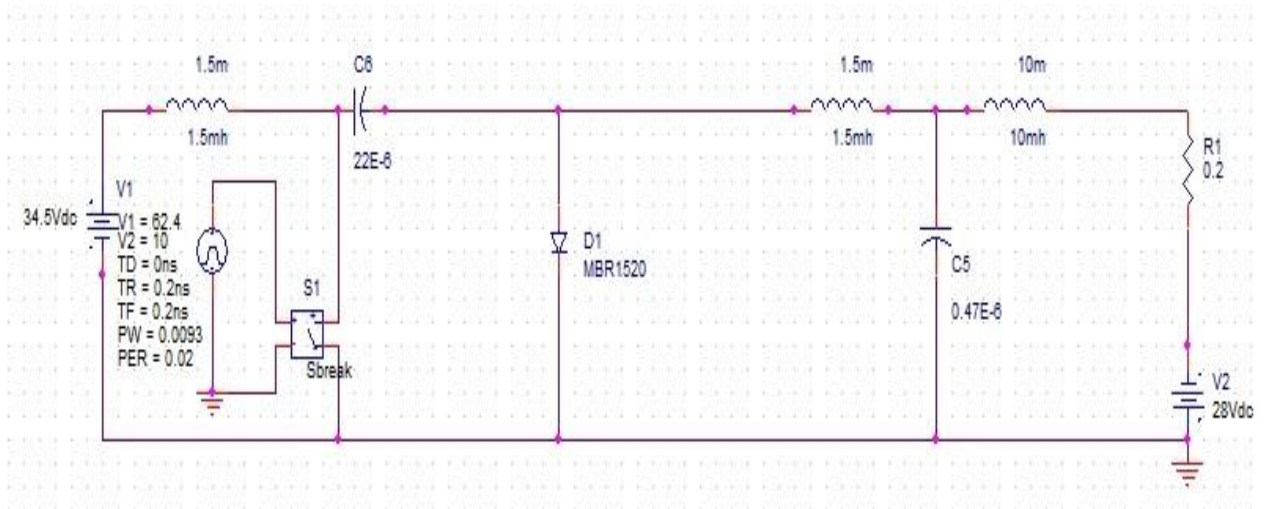 1.5m
1.5mh
C6
22E-6
1.5m
1.5mh
10m
10mh
R1
0.2
V1
34.5Vdc
V1 = 62.4
V2 = 10
TD = 0ns
TR = 0.2ns
TF = 0.2ns
PW = 0.0093
PER = 0.02
S1
Sbreak
D1
MBR1520
C5
0.47E-6
V2
28Vdc